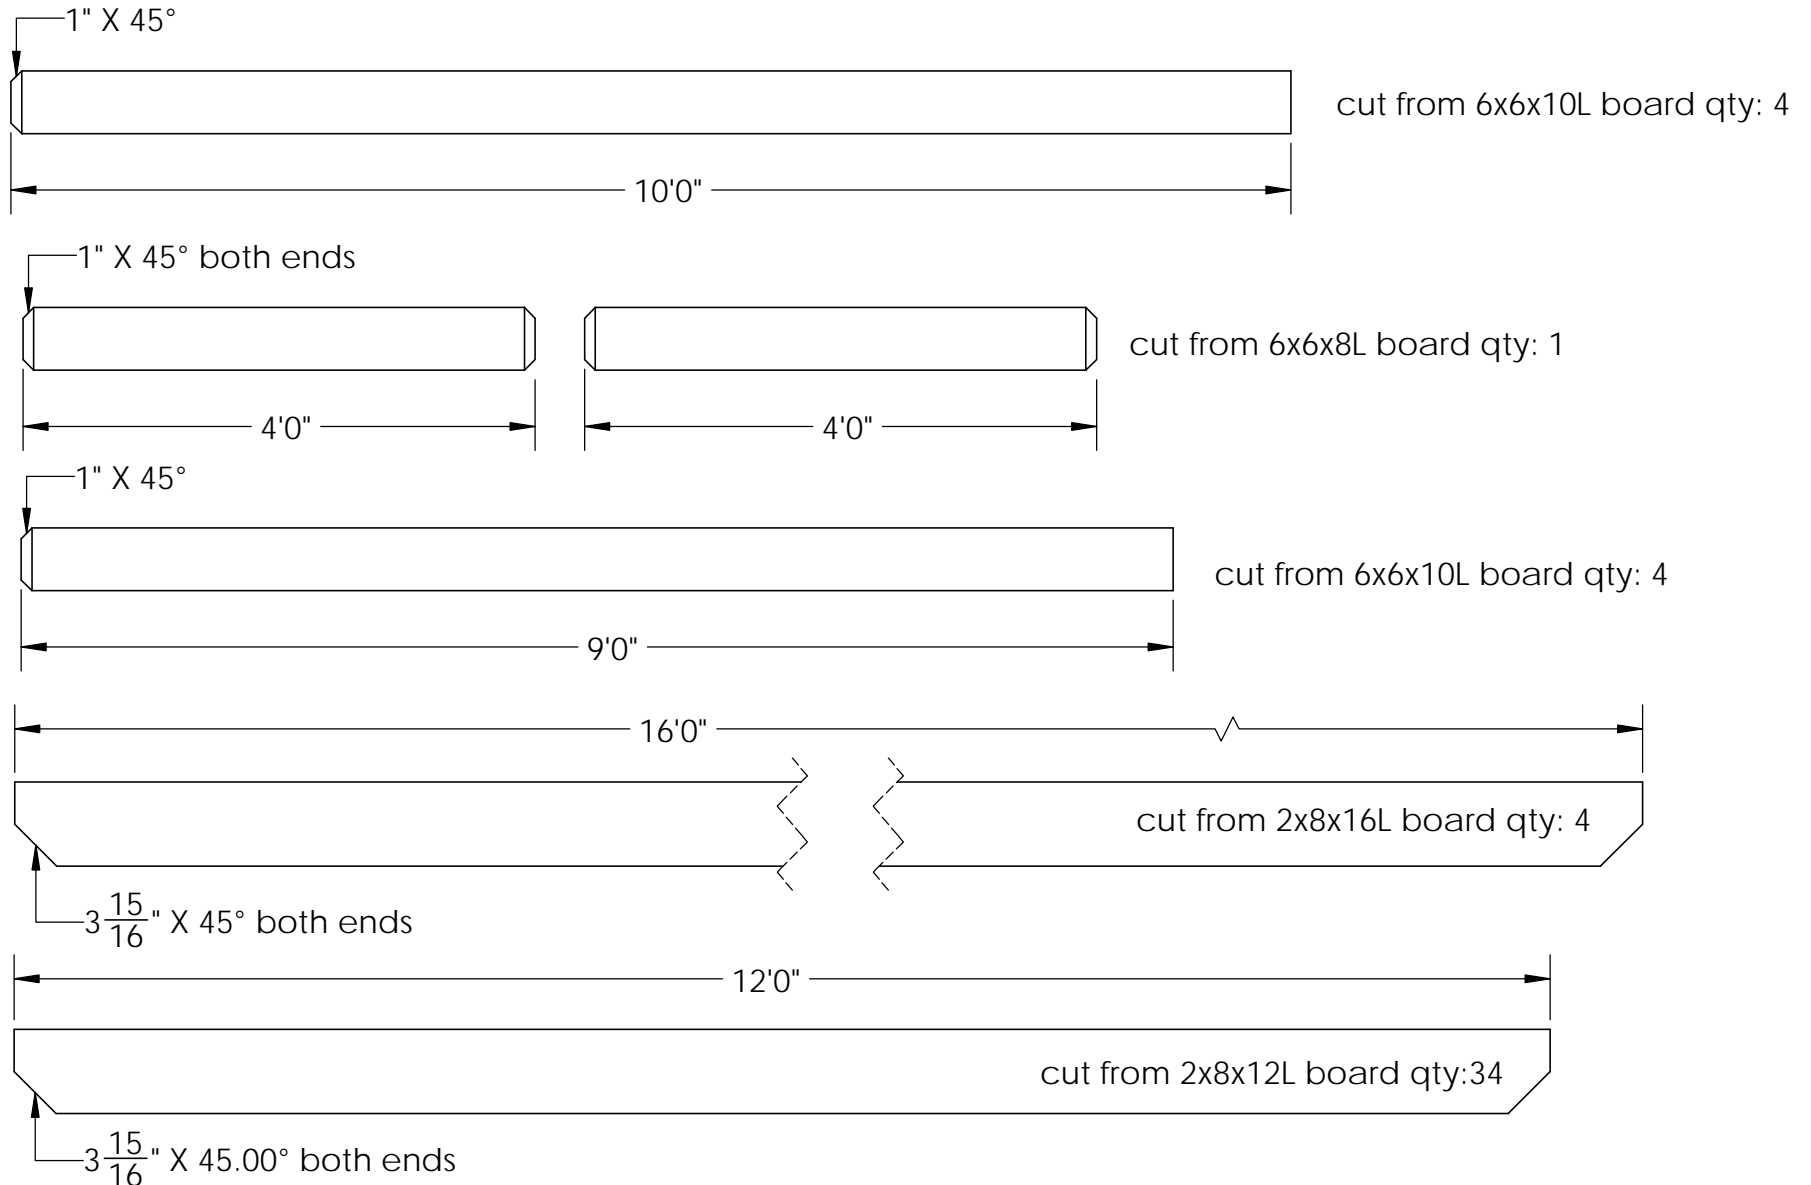 1" X 45°
cut from 6x6x10L board qty: 4
10'0"
1" X 45° both ends
cut from 6x6x8L board qty: 1
4'0" 4'0"
1" X 45°
cut from 6x6x10L board qty: 4
9'0"
16'0"
cut from 2x8x16L board qty: 4
3 15/16" X 45° both ends
12'0"
cut from 2x8x12L board qty:34
3 15/16" X 45.00° both ends